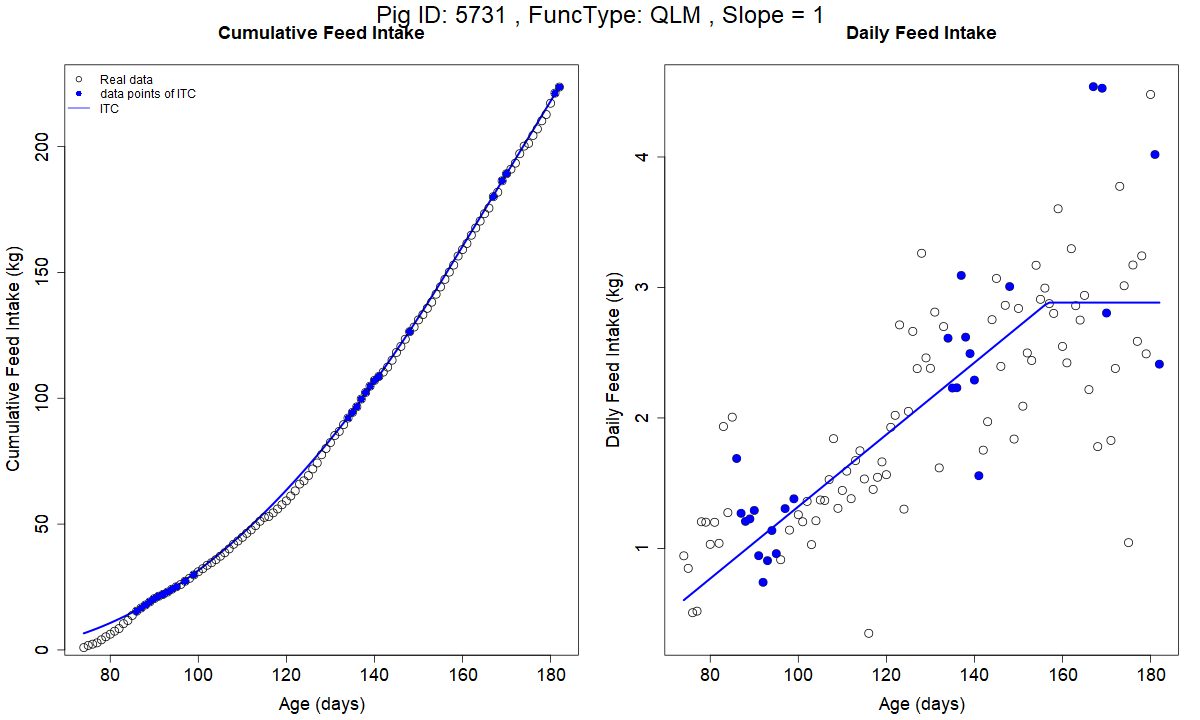 Pig ID: 5731 , FuncType: QLM , Slope = 1
Cumulative Feed Intake
Daily Feed Intake
Real data
data points of ITC
ITC
Cumulative Feed Intake (kg)
0
50
100
150
200
80 100 120 140 160 180
Age (days)
Daily Feed Intake (kg)
1
2
3
4
80 100 120 140 160 180
Age (days)